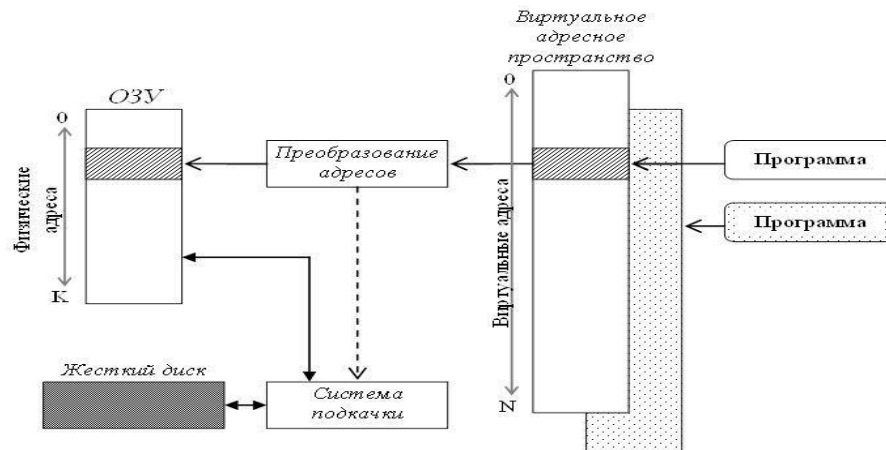 Виртуальное
адресное
пространство
0
ОЗУ
0
Преобразование
адресов
Программа
Программа
Физические
адреса
Виртуальные адреса
K
Жесткий диск
Система
подкачки
N